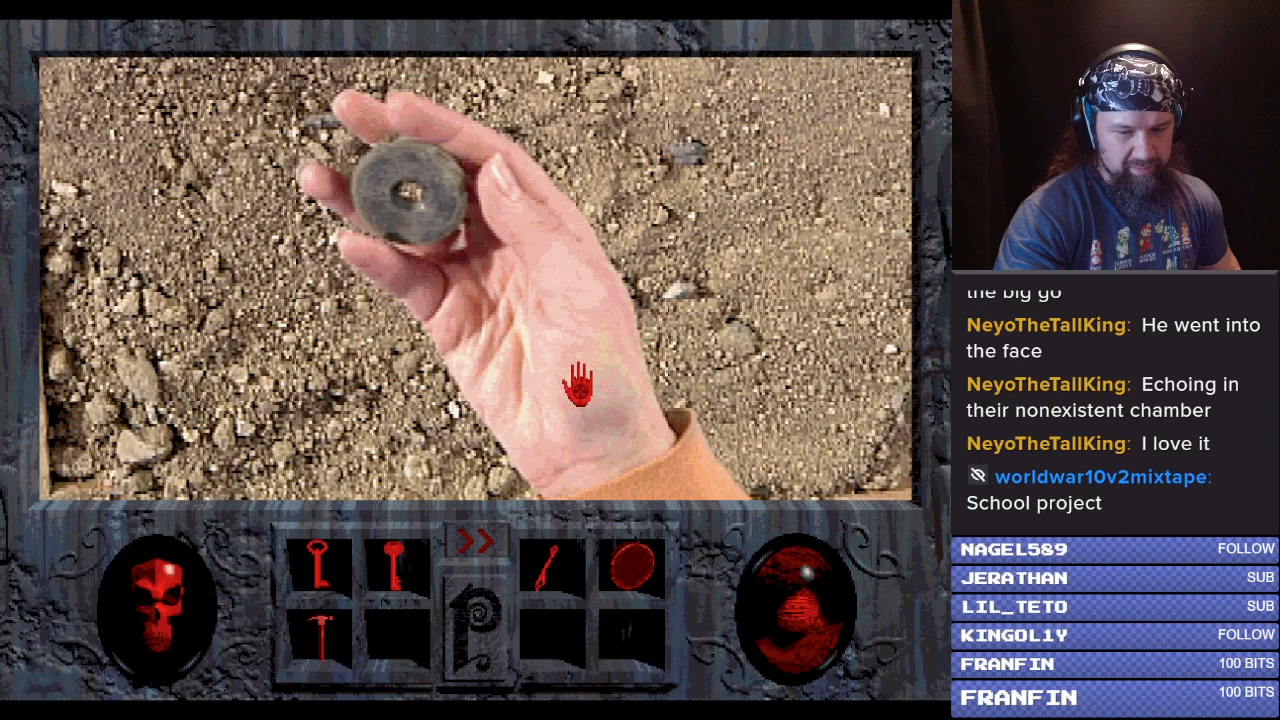 the big go
NeyoTheTallKing: He went into
the face
NeyoTheTallKing: Echoing in
their nonexistent chamber
NeyoTheTallKing: I love it
worldwar10v2mixtape:
School project
NAGEL589 FOLLOW
JERATHAN SUB
LIL_TETO SUB
KINGOL1Y FOLLOW
FRANFIN 100 BITS
FRANFIN 100 BITS